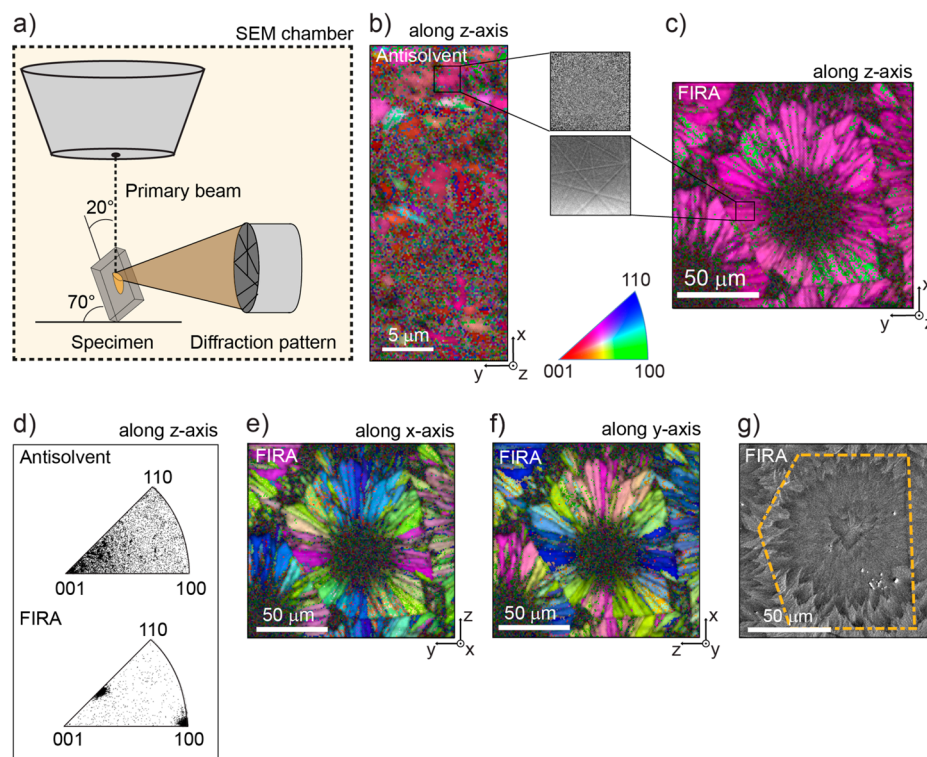 a)
SEM chamber
Primary beam
20°
70°
Specimen
Diffraction pattern
b)
along z-axis
Antisolvent
5 µm
x
y
z
110
001
100
c)
along z-axis
FIRA
50 µm
x
y
z
d)
along z-axis
Antisolvent
110
001
100
FIRA
110
001
100
e)
along x-axis
FIRA
50 µm
z
y
x
f)
along y-axis
FIRA
50 µm
x
z
y
g)
FIRA
50 µm